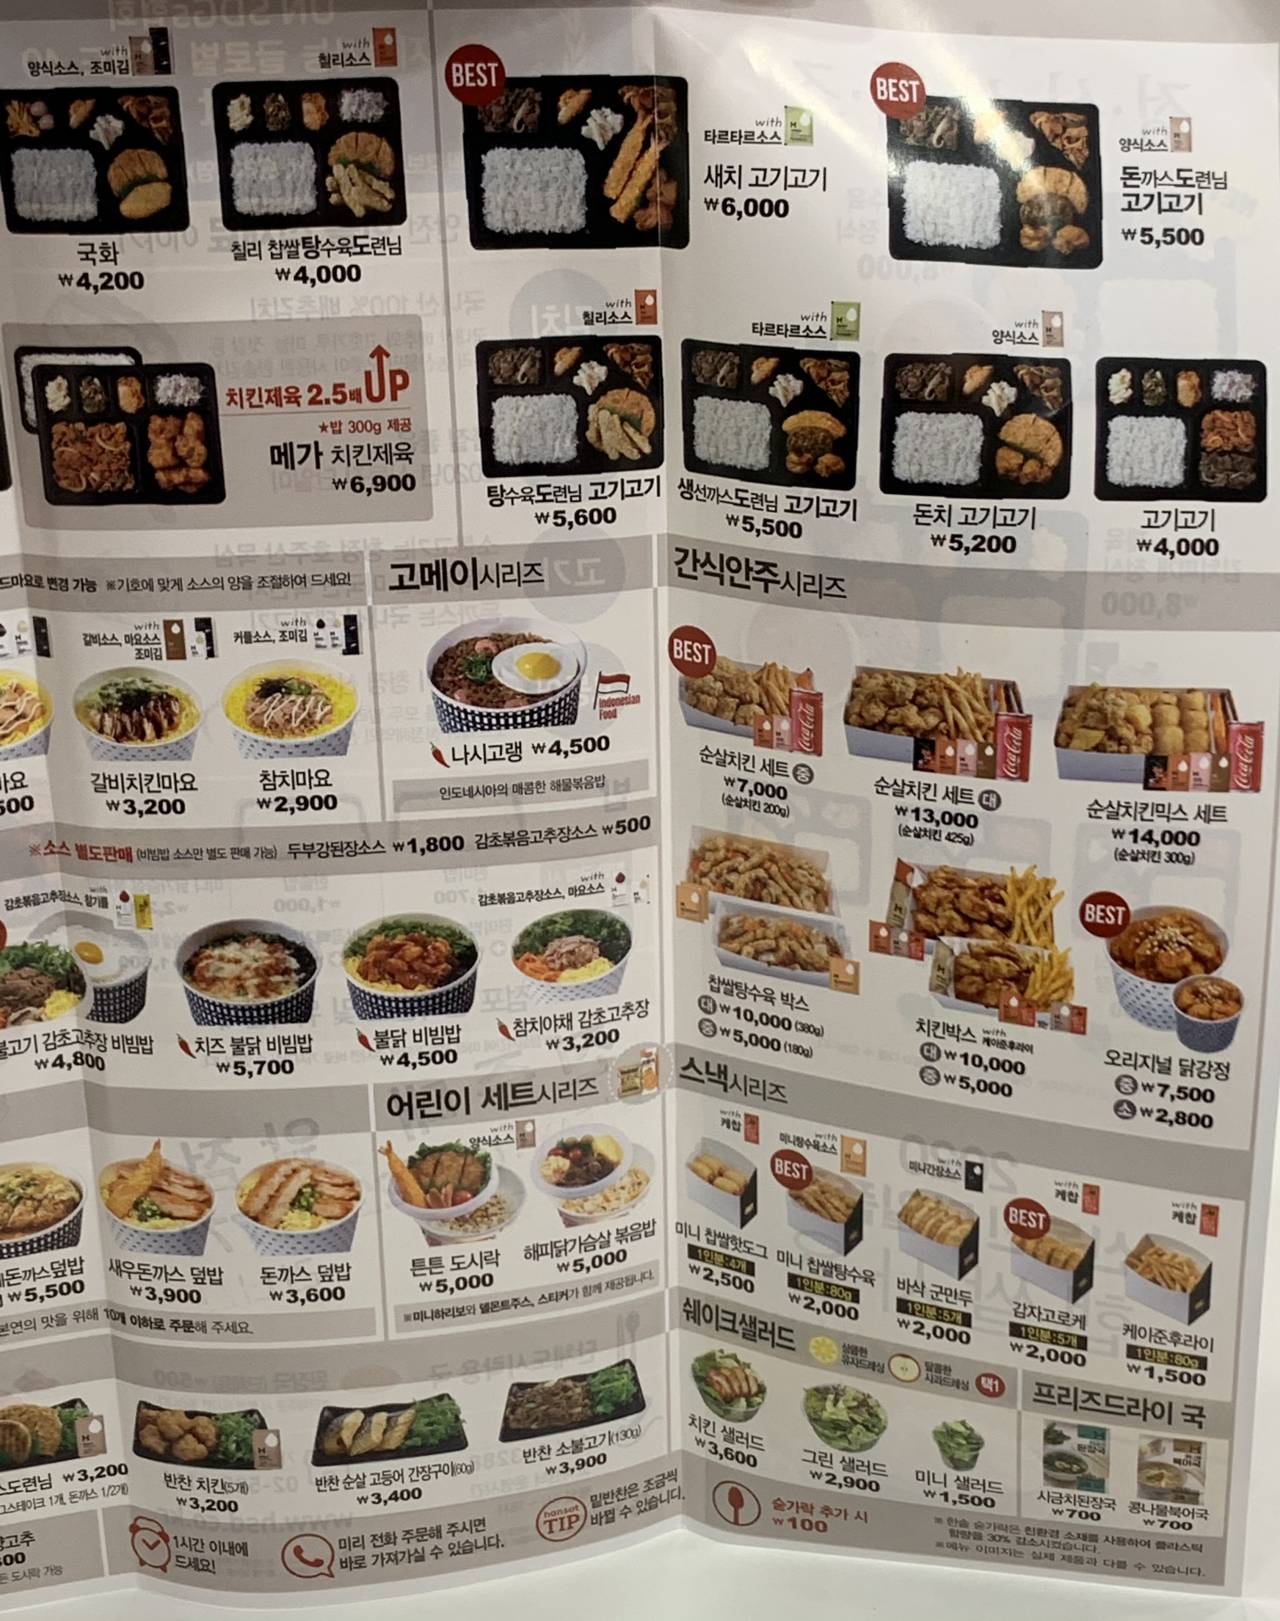 with
양식소스, 조미김
국화
₩4,200
with
칠리소스
칠리 찹쌀탕수육도련님
₩4,000
BEST
with
타르타르소스
새치 고기고기
₩6,000
BEST
with
양식소스
돈까스도련님
고기고기
₩5,500
치킨제육 2.5배 UP
★밥 300g 제공
메가 치킨제육
₩6,900
with
칠리소스
탕수육도련님 고기고기
₩5,600
with
타르타르소스
생선까스도련님 고기고기
₩5,500
with
양식소스
돈치 고기고기
₩5,200
고기고기
₩4,000
드마요로 변경 가능 ※기호에 맞게 소스의 양을 조절하여 드세요!
마요
500
with
갈비소스, 마요소스
조미김
갈비치킨마요
₩3,200
with
커플소스, 조미김
참치마요
₩2,900
고메이시리즈
Indonesian
Food
나시고랭 ₩4,500
인도네시아의 매콤한 해물볶음밥
※소스 별도판매 (비빔밥 소스만 별도 판매 가능) 두부강된장소스 ₩1,800 감초볶음고추장소스 ₩500
with
감초볶음고추장소스, 참기름
불고기 감초고추장 비빔밥
₩4,800
치즈 불닭 비빔밥
₩5,700
불닭 비빔밥
₩4,500
with
감초볶음고추장소스, 마요소스
참치야채 감초고추장
₩3,200
돈까스덮밥
₩5,500
새우돈까스 덮밥
₩3,900
돈까스 덮밥
₩3,600
본연의 맛을 위해 10개 이하로 주문해 주세요.
어린이 세트시리즈
with
양식소스
튼튼 도시락
₩5,000
해피닭가슴살 볶음밥
₩5,000
※미니하리보와 델몬트주스, 스티커가 함께 제공됩니다.
스도련님 ₩3,200
그스테이크 1개, 돈까스 1/2개)
반찬 치킨(5개)
₩3,200
반찬 순살 고등어 간장구이(60g)
₩3,400
반찬 소불고기(130g)
₩3,900
1시간 이내에
드세요!
미리 전화 주문해 주시면
바로 가져가실 수 있습니다.
hansot
TIP
밑반찬은 조금씩
바뀔 수 있습니다.
간식안주시리즈
BEST
Coca-Cola
순살치킨 세트 중
₩7,000
(순살치킨 200g)
Coca-Cola
순살치킨 세트 대
₩13,000
(순살치킨 425g)
Coca-Cola
순살치킨믹스 세트
₩14,000
(순살치킨 300g)
찹쌀탕수육 박스
대 ₩10,000 (380g)
중 ₩5,000 (180g)
치킨박스 with
케이준후라이
대 ₩10,000
중 ₩5,000
BEST
오리지널 닭강정
중 ₩7,500
소 ₩2,800
스낵시리즈
with
케찹
미니 찹쌀핫도그
1인분:4개
₩2,500
BEST
with
미니탕수육소스
미니 찹쌀탕수육
1인분:80g
₩2,000
with
미니간장소스
바삭 군만두
1인분:5개
₩2,000
BEST
with
케찹
감자고로케
1인분:5개
₩2,000
with
케찹
케이준후라이
1인분:80g
₩1,500
쉐이크샐러드
상큼한
유자드레싱
달콤한
사과드레싱
택1
치킨 샐러드
₩3,600
그린 샐러드
₩2,900
미니 샐러드
₩1,500
프리즈드라이 국
시금치된장국
₩700
콩나물북어국
₩700
숟가락 추가 시
₩100
※한솥 숟가락은 친환경 소재를 사용하여 플라스틱
함량을 30% 감소시켰습니다.
※메뉴 이미지는 실제 제품과 다를 수 있습니다.